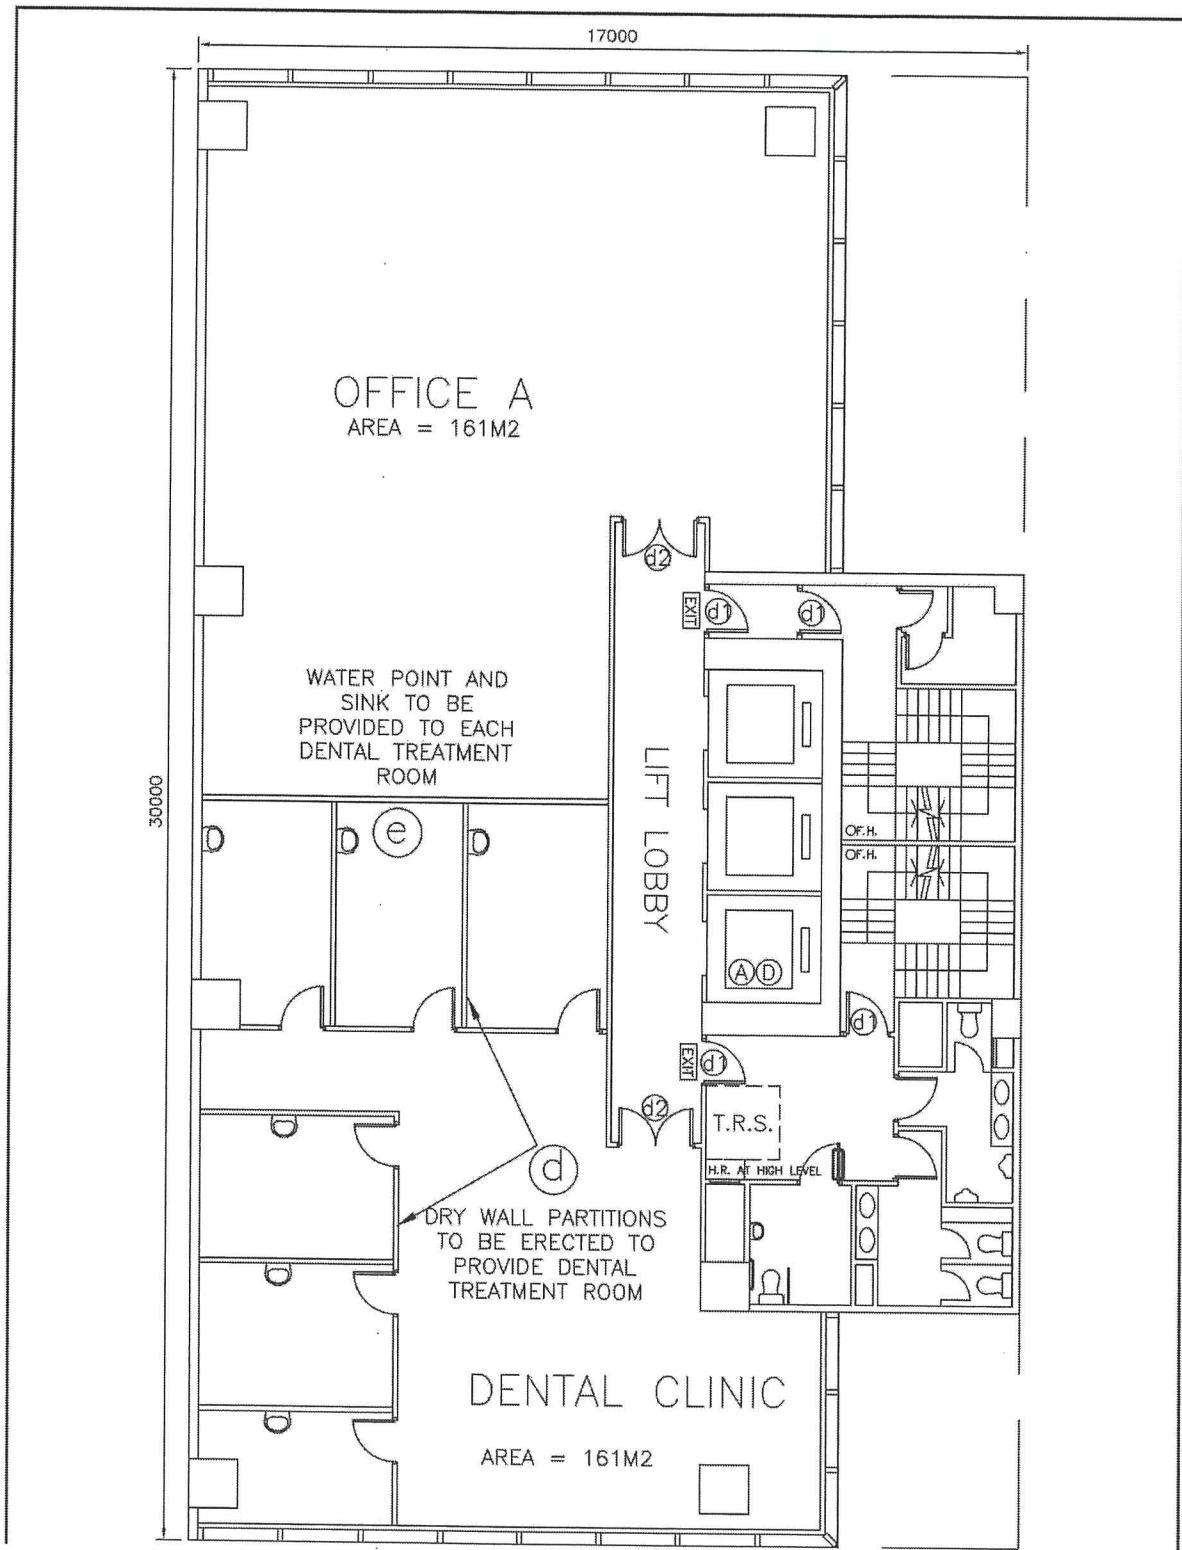 17000
OFFICE A
AREA = 161M2
d2
EXIT
d1
d1
WATER POINT AND
SINK TO BE
PROVIDED TO EACH
DENTAL TREATMENT
ROOM
30000
LIFT LOBBY
e
F.H.
F.H.
A D
d1
EXIT
d1
d2
T.R.S.
H.R. AT HIGH LEVEL
d
DRY WALL PARTITIONS
TO BE ERECTED TO
PROVIDE DENTAL
TREATMENT ROOM
DENTAL CLINIC
AREA = 161M2